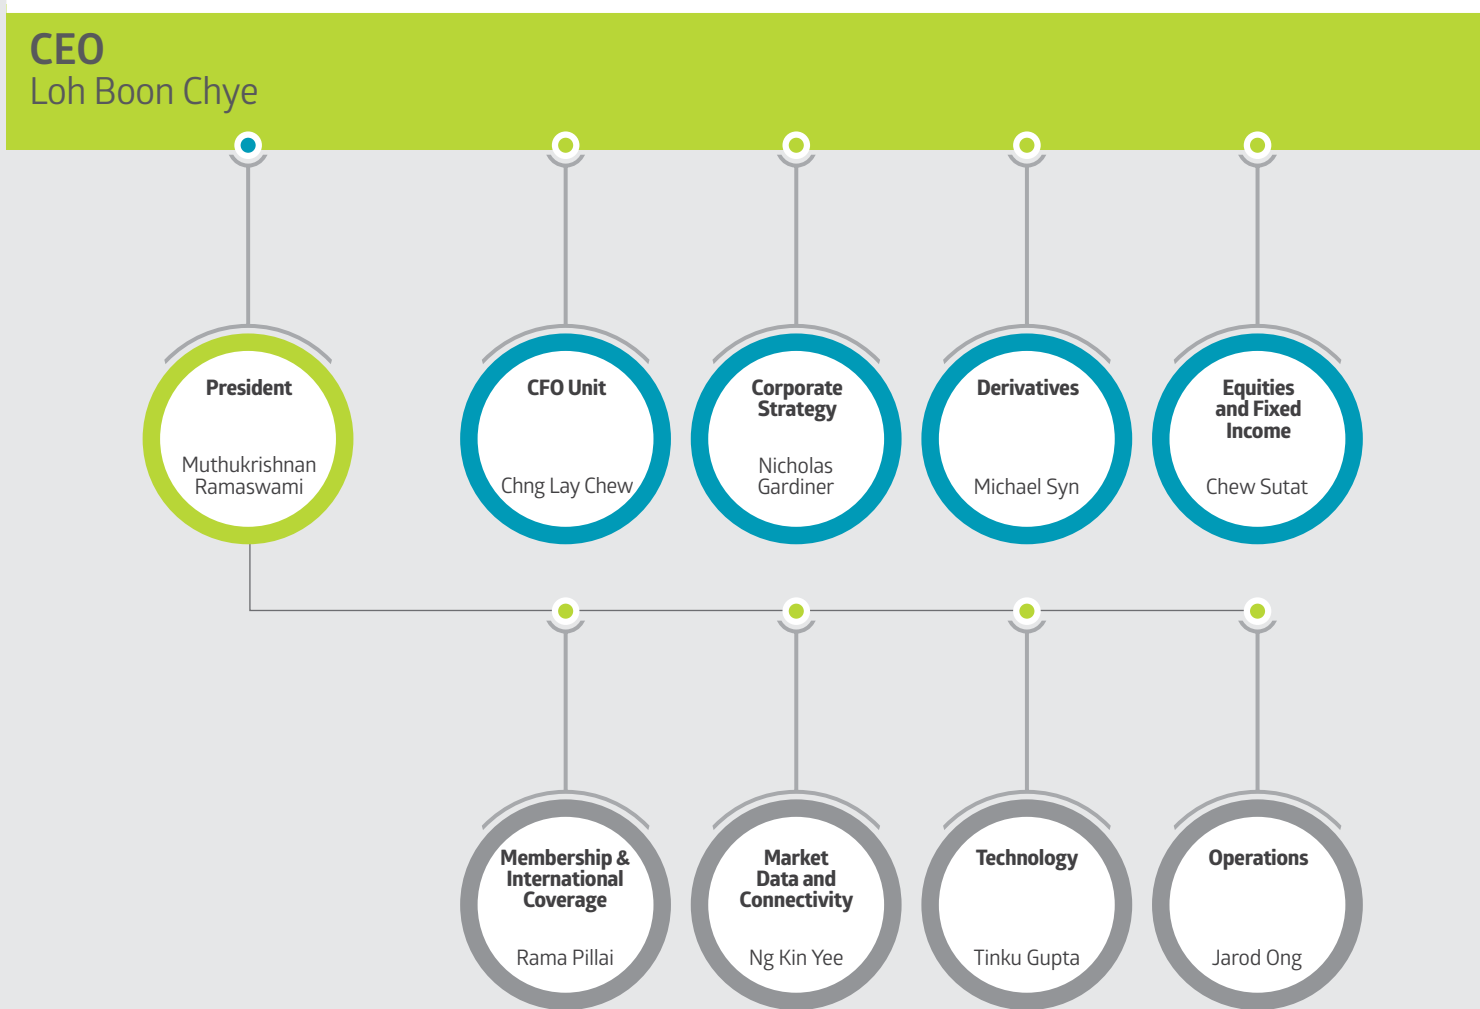 CEO
Loh Boon Chye
President
Muthukrishnan
Ramaswami
CFO Unit
Chng Lay Chew
Corporate
Strategy
Nicholas
Gardiner
Derivatives
Michael Syn
Equities
and Fixed
Income
Chew Sutat
Membership &
International
Coverage
Rama Pillai
Market
Data and
Connectivity
Ng Kin Yee
Technology
Tinku Gupta
Operations
Jarod Ong